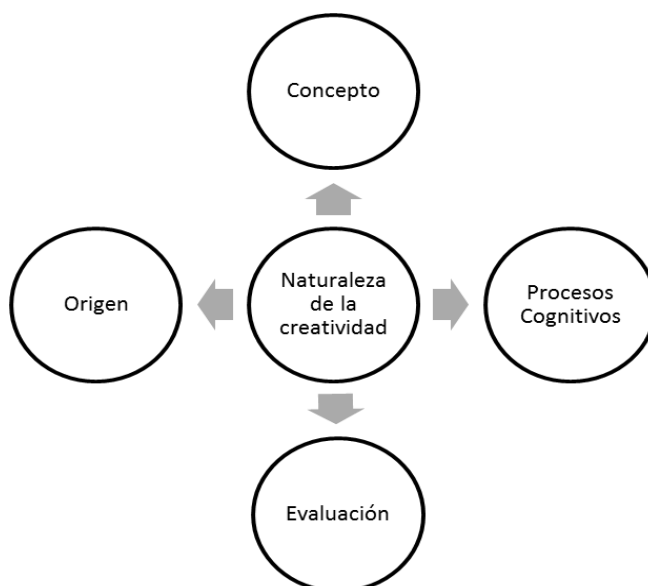 Concepto
Origen
Naturaleza
de la
creatividad
Procesos
Cognitivos
Evaluación